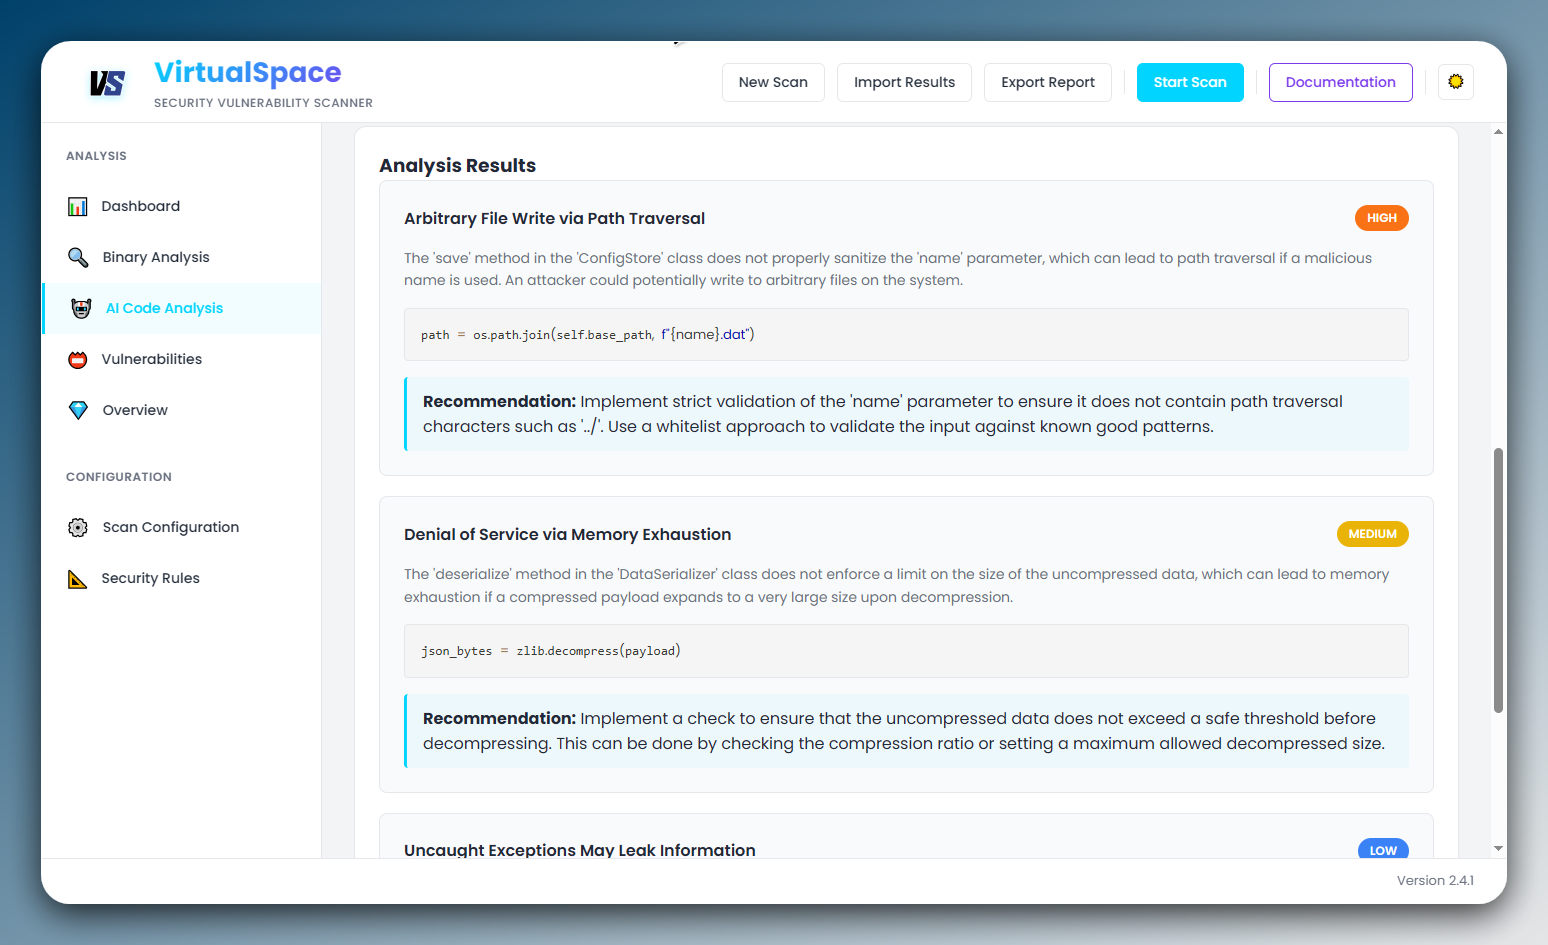 VS
VirtualSpace
SECURITY VULNERABILITY SCANNER
New Scan
Import Results
Export Report
Start Scan
Documentation
ANALYSIS
Dashboard
Binary Analysis
AI Code Analysis
Vulnerabilities
Overview
CONFIGURATION
Scan Configuration
Security Rules
Analysis Results
Arbitrary File Write via Path Traversal
HIGH
The 'save' method in the 'ConfigStore' class does not properly sanitize the 'name' parameter, which can lead to path traversal if a malicious
name is used. An attacker could potentially write to arbitrary files on the system.
path = os.path.join(self.base_path, f"{name}.dat")
Recommendation: Implement strict validation of the 'name' parameter to ensure it does not contain path traversal
characters such as '../'. Use a whitelist approach to validate the input against known good patterns.
Denial of Service via Memory Exhaustion
MEDIUM
The 'deserialize' method in the 'DataSerializer' class does not enforce a limit on the size of the uncompressed data, which can lead to memory
exhaustion if a compressed payload expands to a very large size upon decompression.
json_bytes = zlib.decompress(payload)
Recommendation: Implement a check to ensure that the uncompressed data does not exceed a safe threshold before
decompressing. This can be done by checking the compression ratio or setting a maximum allowed decompressed size.
Uncaught Exceptions May Leak Information
LOW
Version 2.4.1